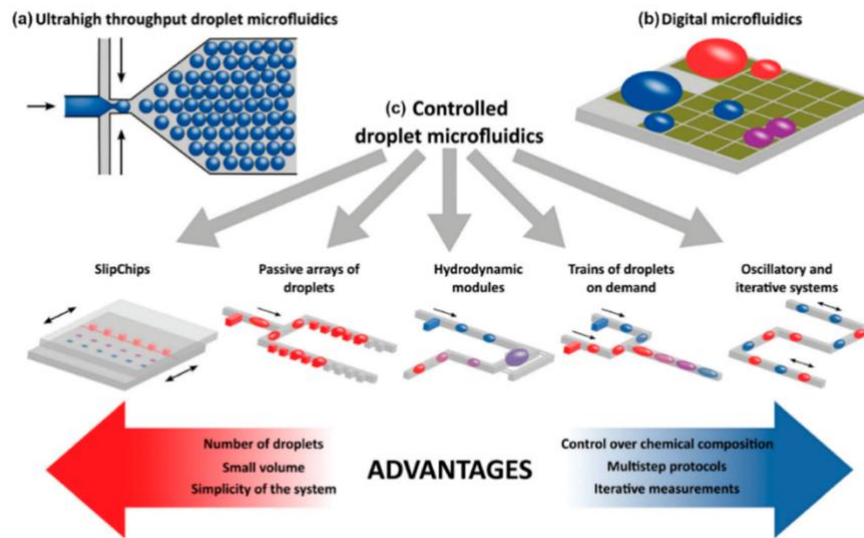 (a) Ultrahigh throughput droplet microfluidics
(b) Digital microfluidics
(c) Controlled
droplet microfluidics
SlipChips
Passive arrays of
droplets
Hydrodynamic
modules
Trains of droplets
on demand
Oscillatory and
iterative systems
Number of droplets
Small volume
Simplicity of the system
ADVANTAGES
Control over chemical composition
Multistep protocols
Iterative measurements